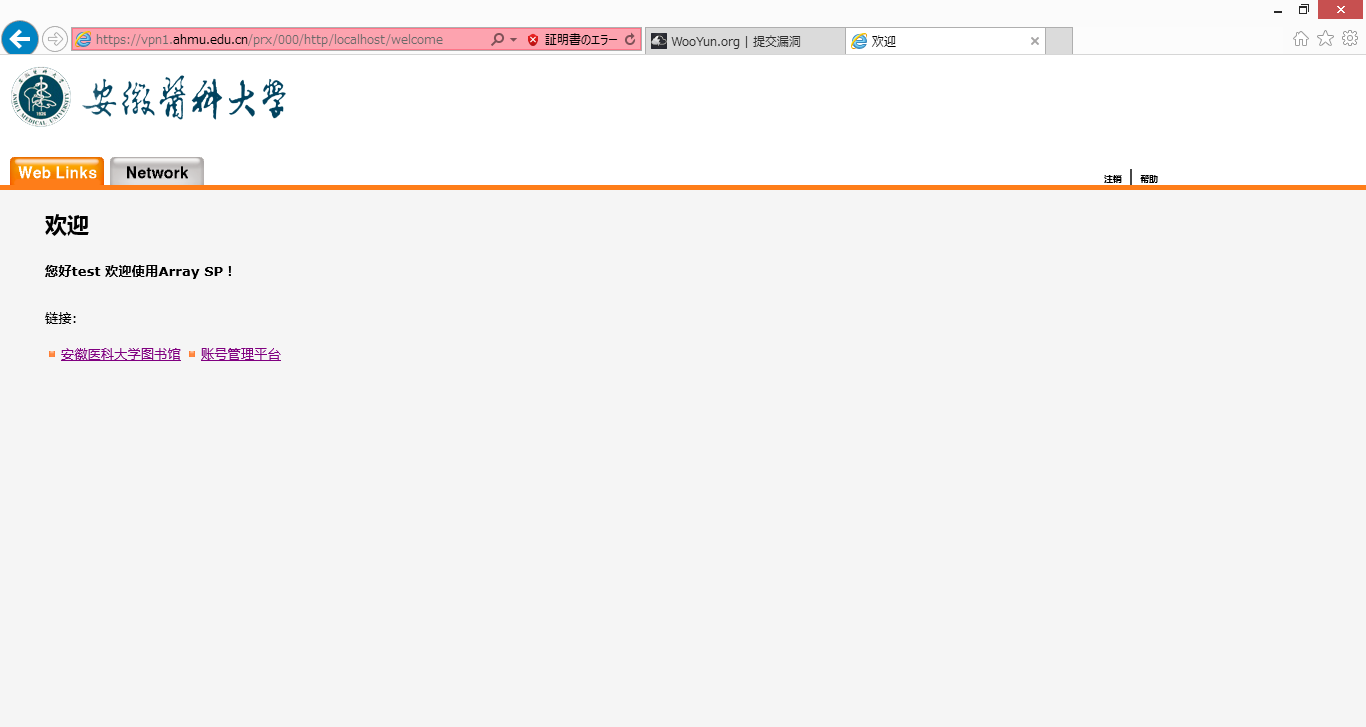 https://vpn1.ahmu.edu.cn/prx/000/http/localhost/welcome 証明書のエラー WooYun.org | 提交漏洞 欢迎
安徽醫科大學
Web Links Network 注销 帮助
欢迎
您好test 欢迎使用Array SP！
链接:
安徽医科大学图书馆 账号管理平台